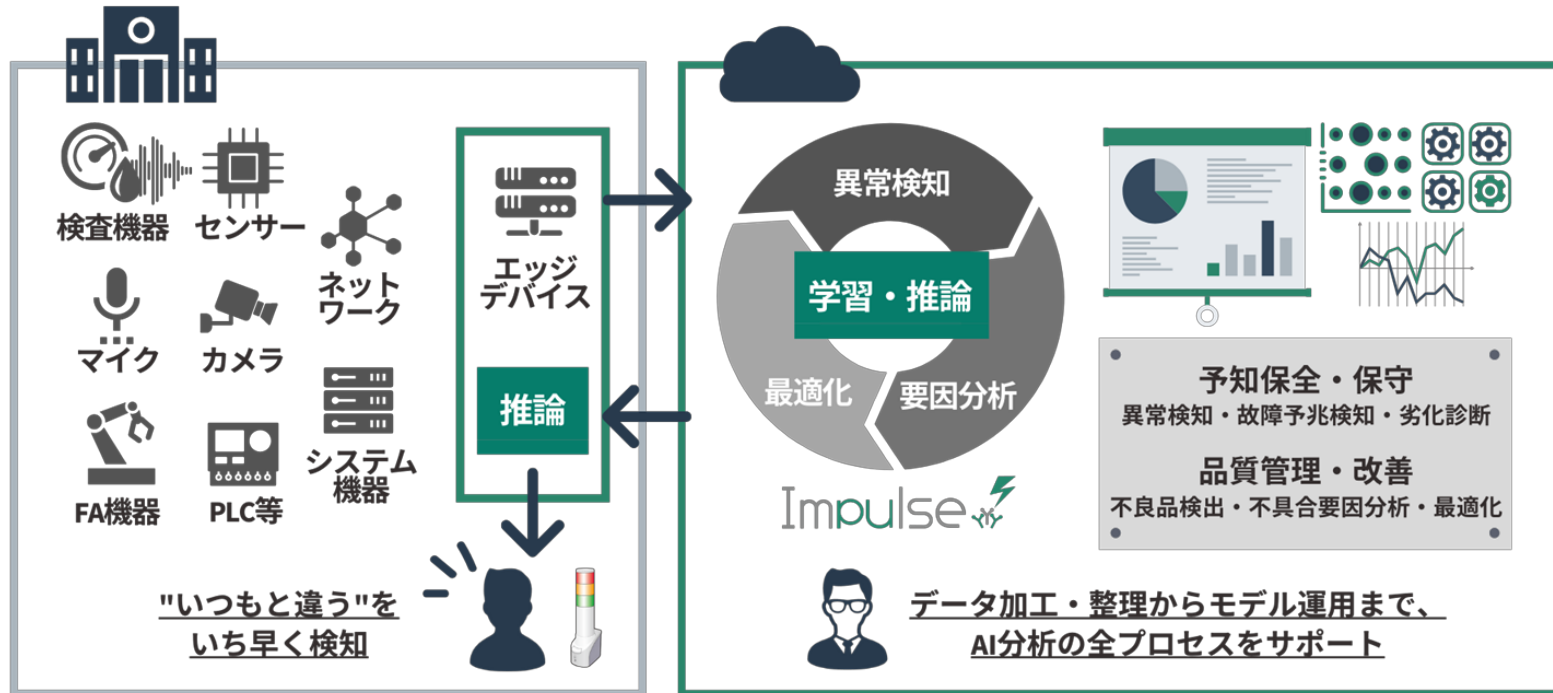 検査機器
センサー
ネット
ワーク
マイク
カメラ
FA機器
PLC等
システム
機器
エッジ
デバイス
推論
"いつもと違う"を
いち早く検知
異常検知
学習・推論
最適化
要因分析
Impulse
予知保全・保守
異常検知・故障予兆検知・劣化診断
品質管理・改善
不良品検出・不具合要因分析・最適化
データ加工・整理からモデル運用まで、
AI分析の全プロセスをサポート